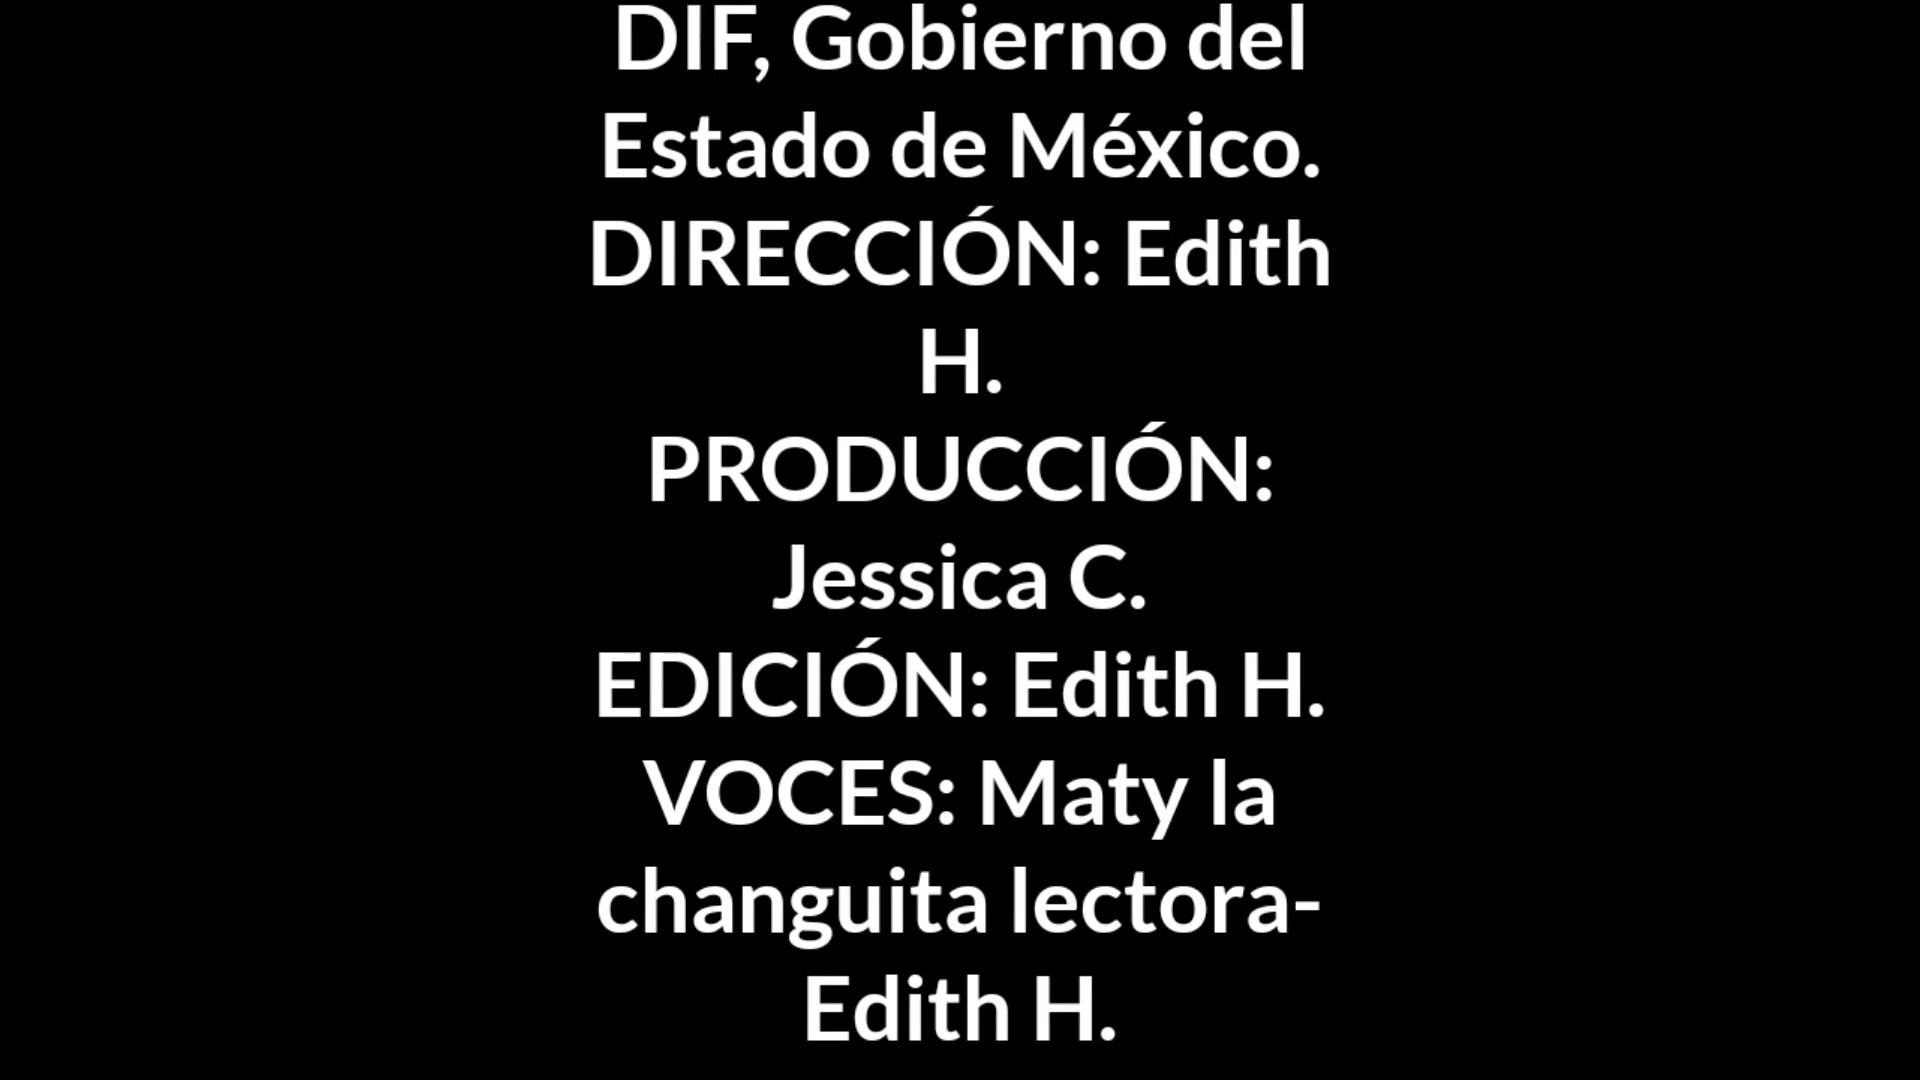 DIF, Gobierno del
Estado de México.
DIRECCIÓN: Edith
H.
PRODUCCIÓN:
Jessica C.
EDICIÓN: Edith H.
VOCES: Maty la
changuita lectora-
Edith H.